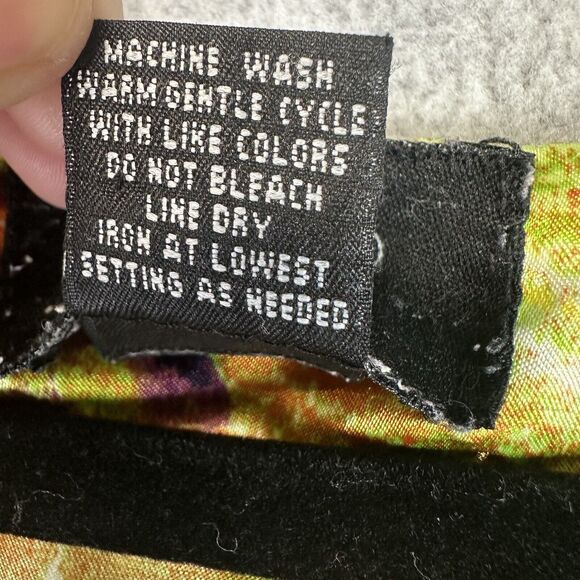 MACHINE WASH
WARM GENTLE CYCLE
WITH LIKE COLORS
DO NOT BLEACH
LINE DRY
IRON AT LOWEST
SETTING AS NEEDED